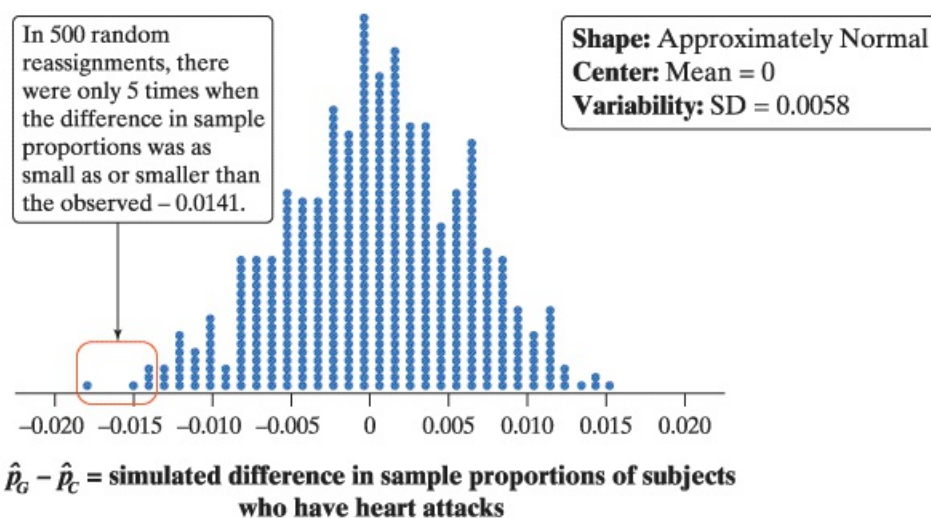 In 500 random
reassignments, there
were only 5 times when
the difference in sample
proportions was as
small as or smaller than
the observed – 0.0141.
Shape: Approximately Normal
Center: Mean = 0
Variability: SD = 0.0058
−0.020 −0.015 −0.010 −0.005 0 0.005 0.010 0.015 0.020
p̂G − p̂C = simulated difference in sample proportions of subjects
who have heart attacks